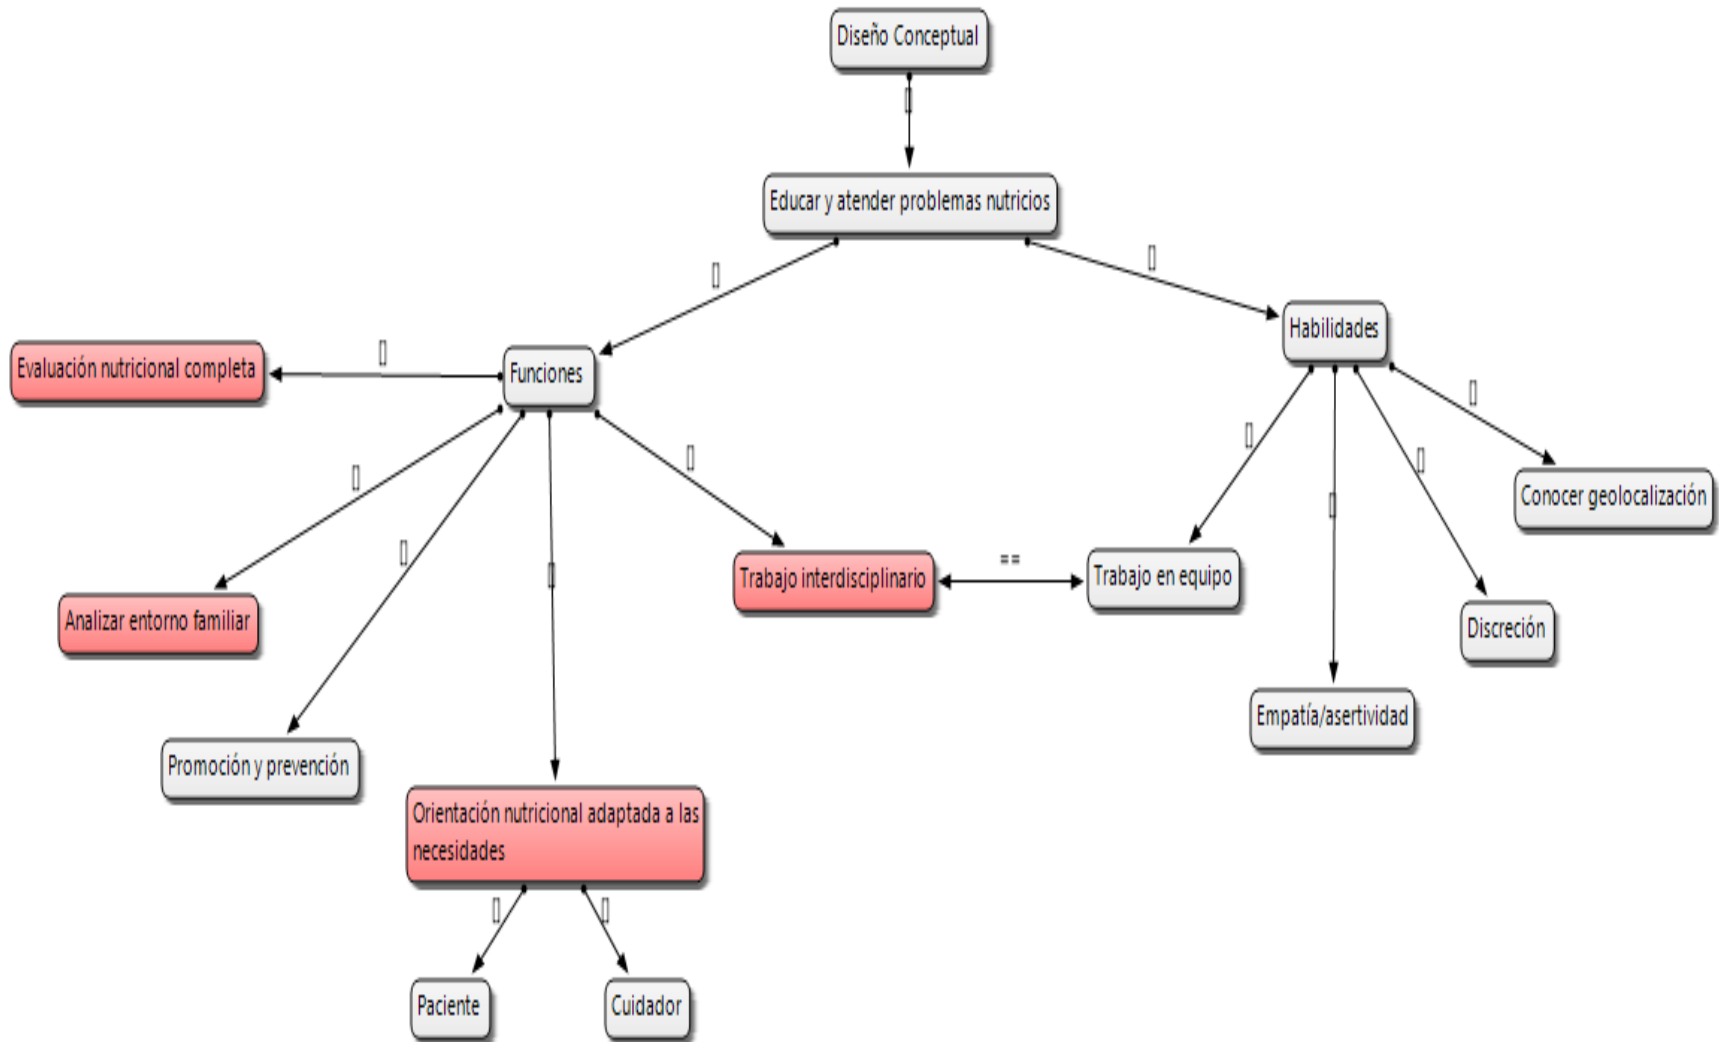 Diseño Conceptual
Educar y atender problemas nutricios
Habilidades
Funciones
Evaluación nutricional completa
Conocer geolocalización
==
Trabajo interdisciplinario
Trabajo en equipo
Analizar entorno familiar
Discreción
Empatía/asertividad
Promoción y prevención
Orientación nutricional adaptada a las
necesidades
Paciente
Cuidador